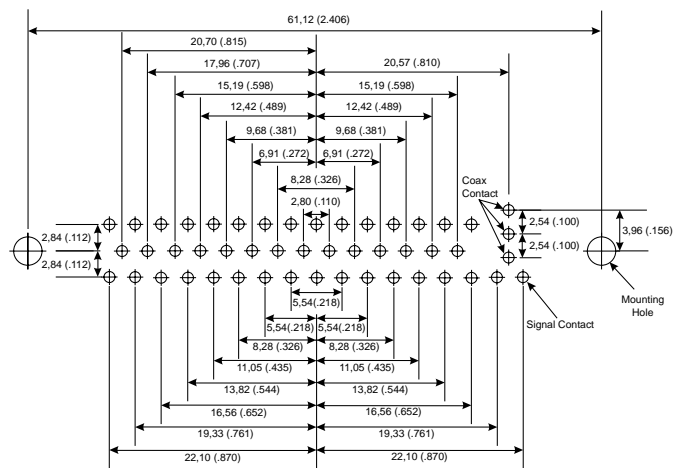 61,12 (2.406)
20,70 (.815)
17,96 (.707) 20,57 (.810)
15,19 (.598) 15,19 (.598)
12,42 (.489) 12,42 (.489)
9,68 (.381) 9,68 (.381)
6,91 (.272) 6,91 (.272)
8,28 (.326)
2,80 (.110)
Coax
Contact
2,84 (.112) 2,54 (.100) 3,96 (.156)
2,84 (.112) 2,54 (.100)
Mounting
Hole
Signal Contact
5,54 (.218)
5,54(.218) 5,54(.218)
8,28 (.326) 8,28 (.326)
11,05 (.435) 11,05 (.435)
13,82 (.544) 13,82 (.544)
16,56 (.652) 16,56 (.652)
19,33 (.761) 19,33 (.761)
22,10 (.870) 22,10 (.870)